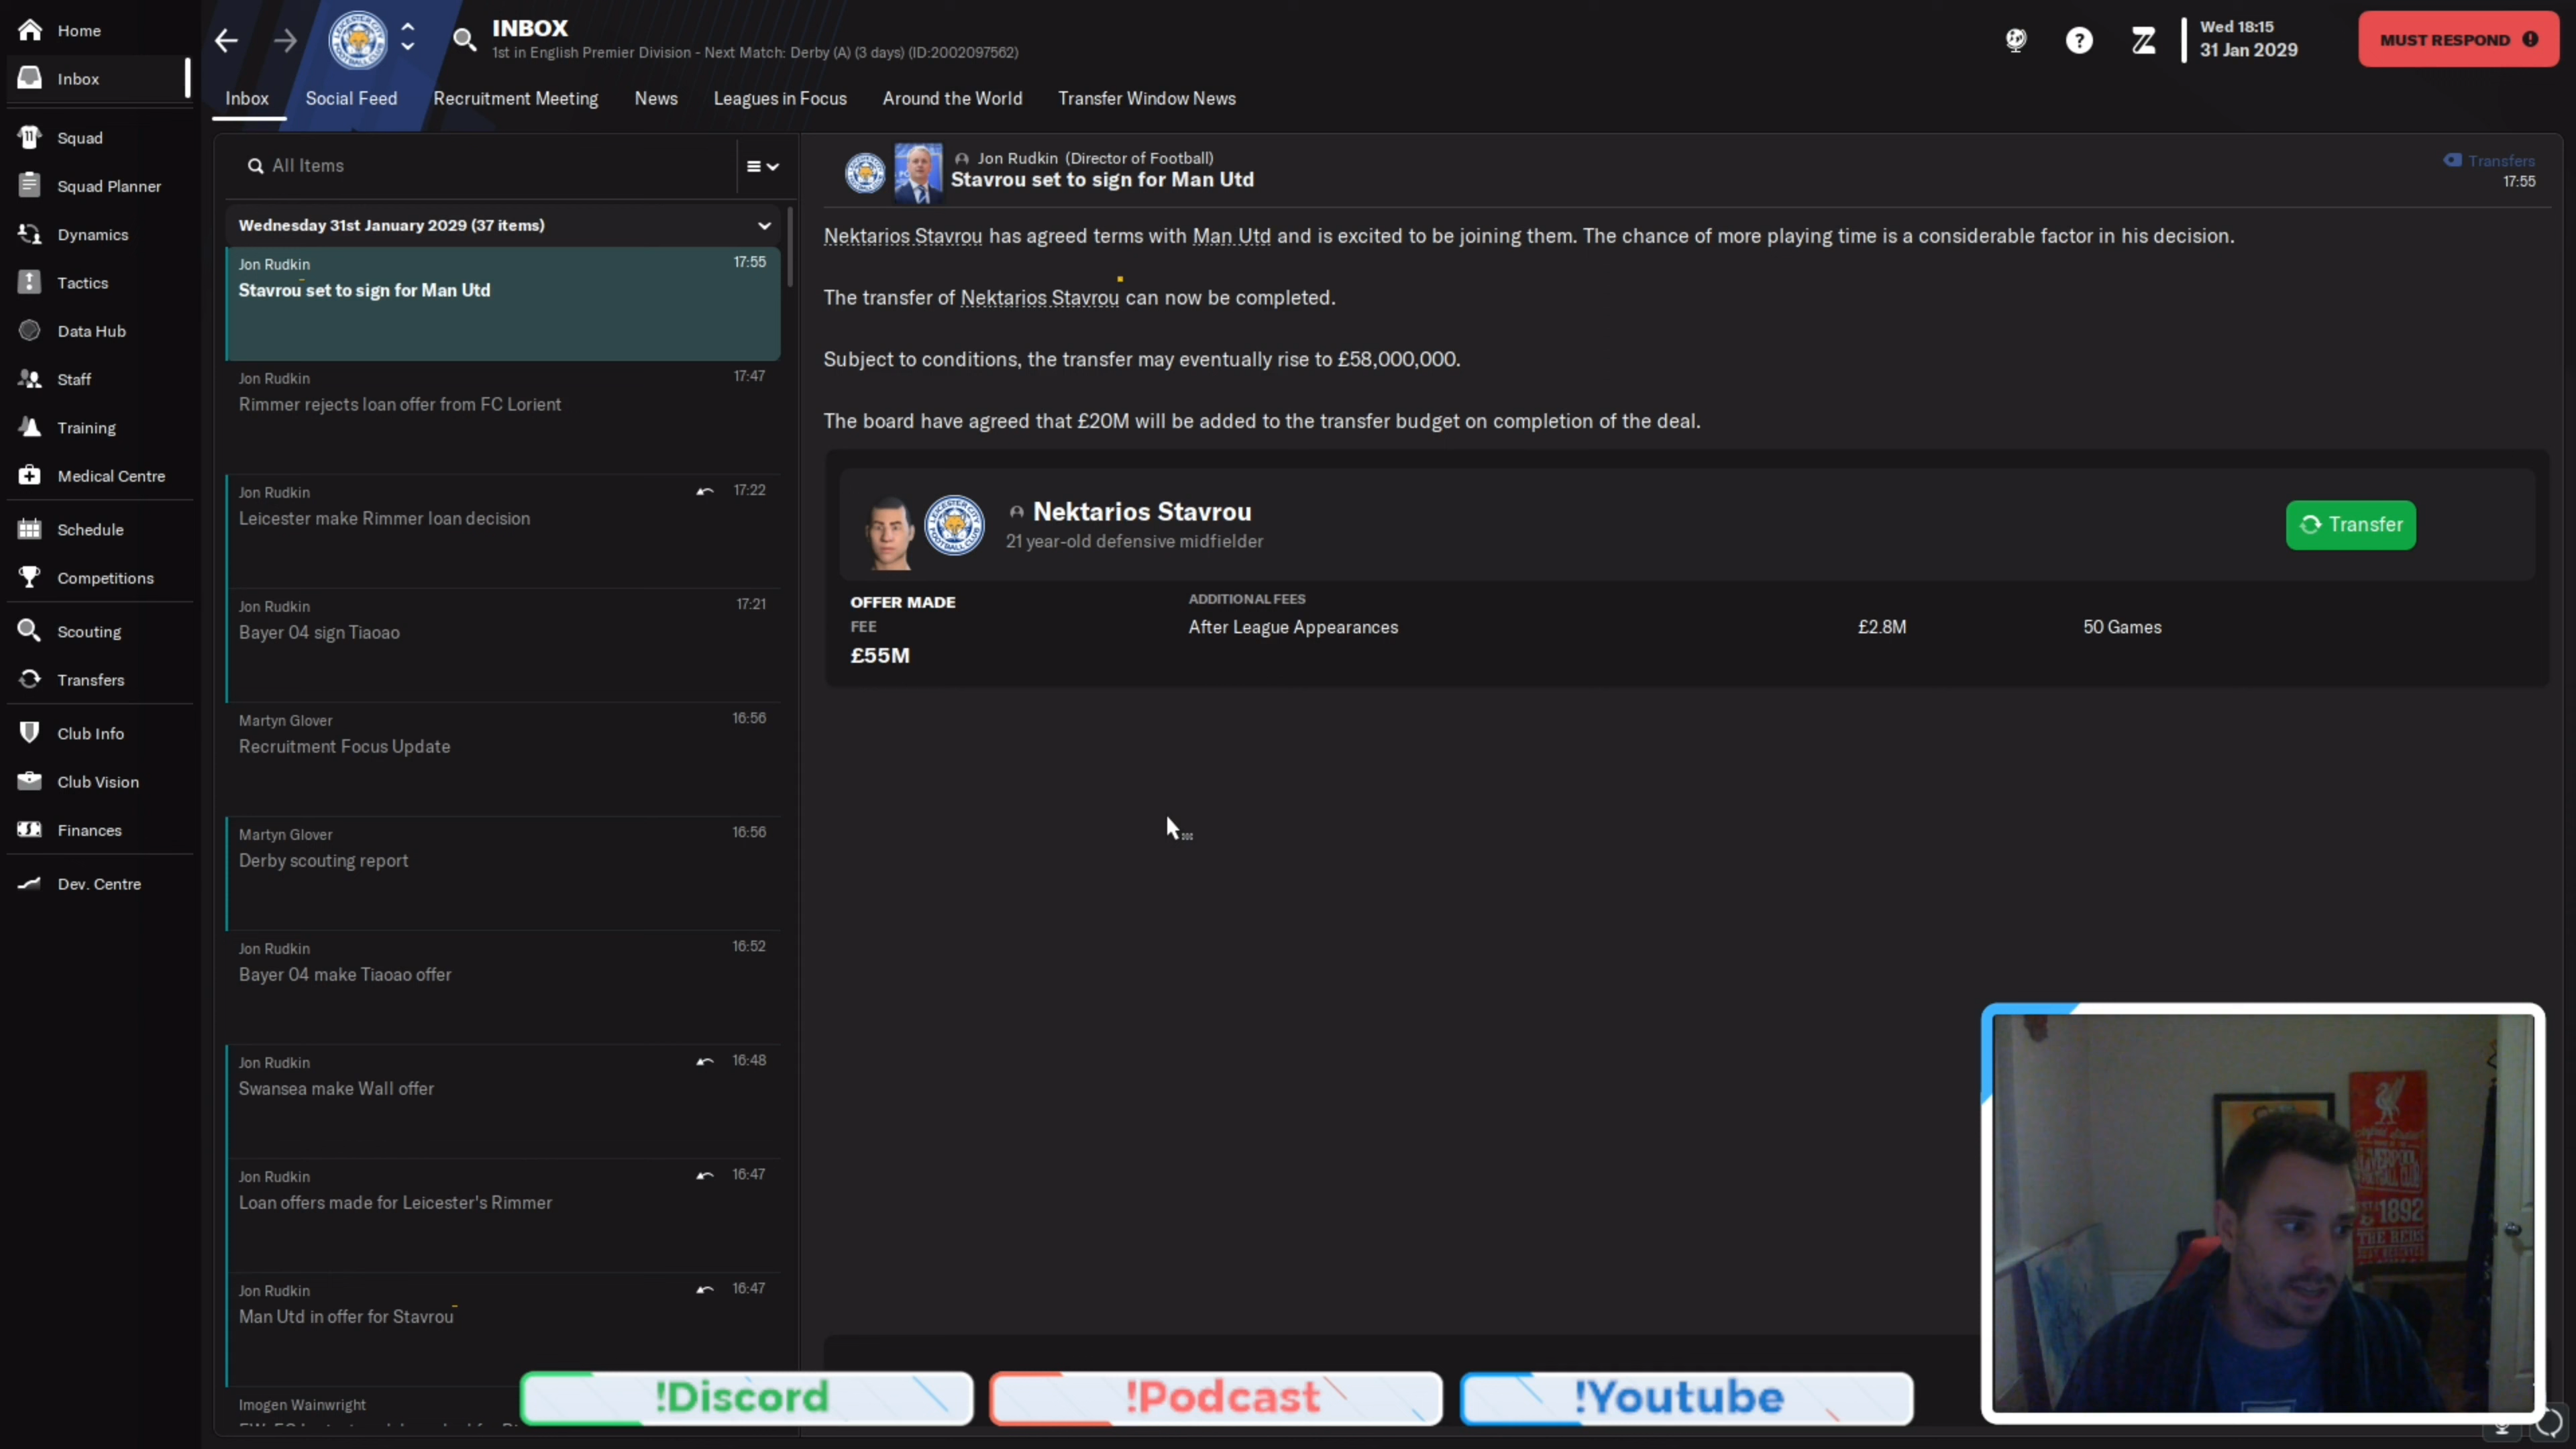 Home
Inbox
Squad
Squad Planner
Dynamics
Tactics
Data Hub
Staff
Training
Medical Centre
Schedule
Competitions
Scouting
Transfers
Club Info
Club Vision
Finances
Dev. Centre
INBOX
1st in English Premier Division - Next Match: Derby (A) (3 days) (ID:2002097562)
Wed 18:15
31 Jan 2029
MUST RESPOND
Inbox Social Feed Recruitment Meeting News Leagues in Focus Around the World Transfer Window News
All Items
Wednesday 31st January 2029 (37 items)
Jon Rudkin 17:55
Stavrou set to sign for Man Utd
Jon Rudkin 17:47
Rimmer rejects loan offer from FC Lorient
Jon Rudkin 17:22
Leicester make Rimmer loan decision
Jon Rudkin 17:21
Bayer 04 sign Tiaoao
Martyn Glover 16:56
Recruitment Focus Update
Martyn Glover 16:56
Derby scouting report
Jon Rudkin 16:52
Bayer 04 make Tiaoao offer
Jon Rudkin 16:48
Swansea make Wall offer
Jon Rudkin 16:47
Loan offers made for Leicester's Rimmer
Jon Rudkin 16:47
Man Utd in offer for Stavrou
Imogen Wainwright
Jon Rudkin (Director of Football)
Stavrou set to sign for Man Utd
Transfers
17:55
Nektarios Stavrou has agreed terms with Man Utd and is excited to be joining them. The chance of more playing time is a considerable factor in his decision.
The transfer of Nektarios Stavrou can now be completed.
Subject to conditions, the transfer may eventually rise to £58,000,000.
The board have agreed that £20M will be added to the transfer budget on completion of the deal.
Nektarios Stavrou
21 year-old defensive midfielder
Transfer
OFFER MADE
FEE
£55M
ADDITIONAL FEES
After League Appearances £2.8M 50 Games
!Discord
!Podcast
!Youtube
LIVERPOOL
1892
THE REDS